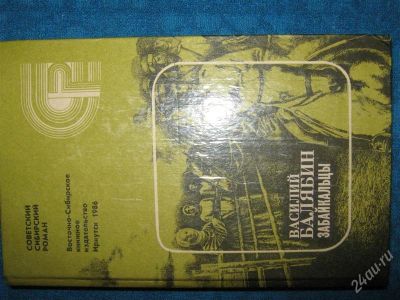 СОВЕТСКИЙ
СИБИРСКИЙ
РОМАН
Восточно-Сибирское
книжное
издательство
Иркутск 1986
ВАСИЛИЙ
БАЛЯБИН
ЗАБАЙКАЛЬЦЫ
24au.ru